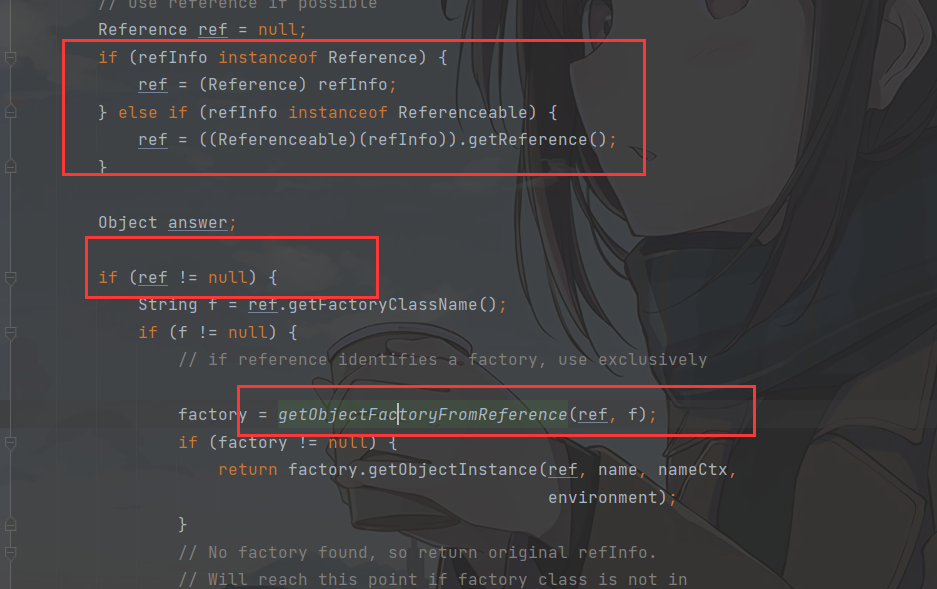 // Use reference if possible
Reference ref = null;
if (refInfo instanceof Reference) {
ref = (Reference) refInfo;
} else if (refInfo instanceof Referenceable) {
ref = ((Referenceable)(refInfo)).getReference();
}
Object answer;
if (ref != null) {
String f = ref.getFactoryClassName();
if (f != null) {
// if reference identifies a factory, use exclusively
factory = getObjectFactoryFromReference(ref, f);
if (factory != null) {
return factory.getObjectInstance(ref, name, nameCtx,
environment);
}
// No factory found, so return original refInfo.
// Will reach this point if factory class is not in